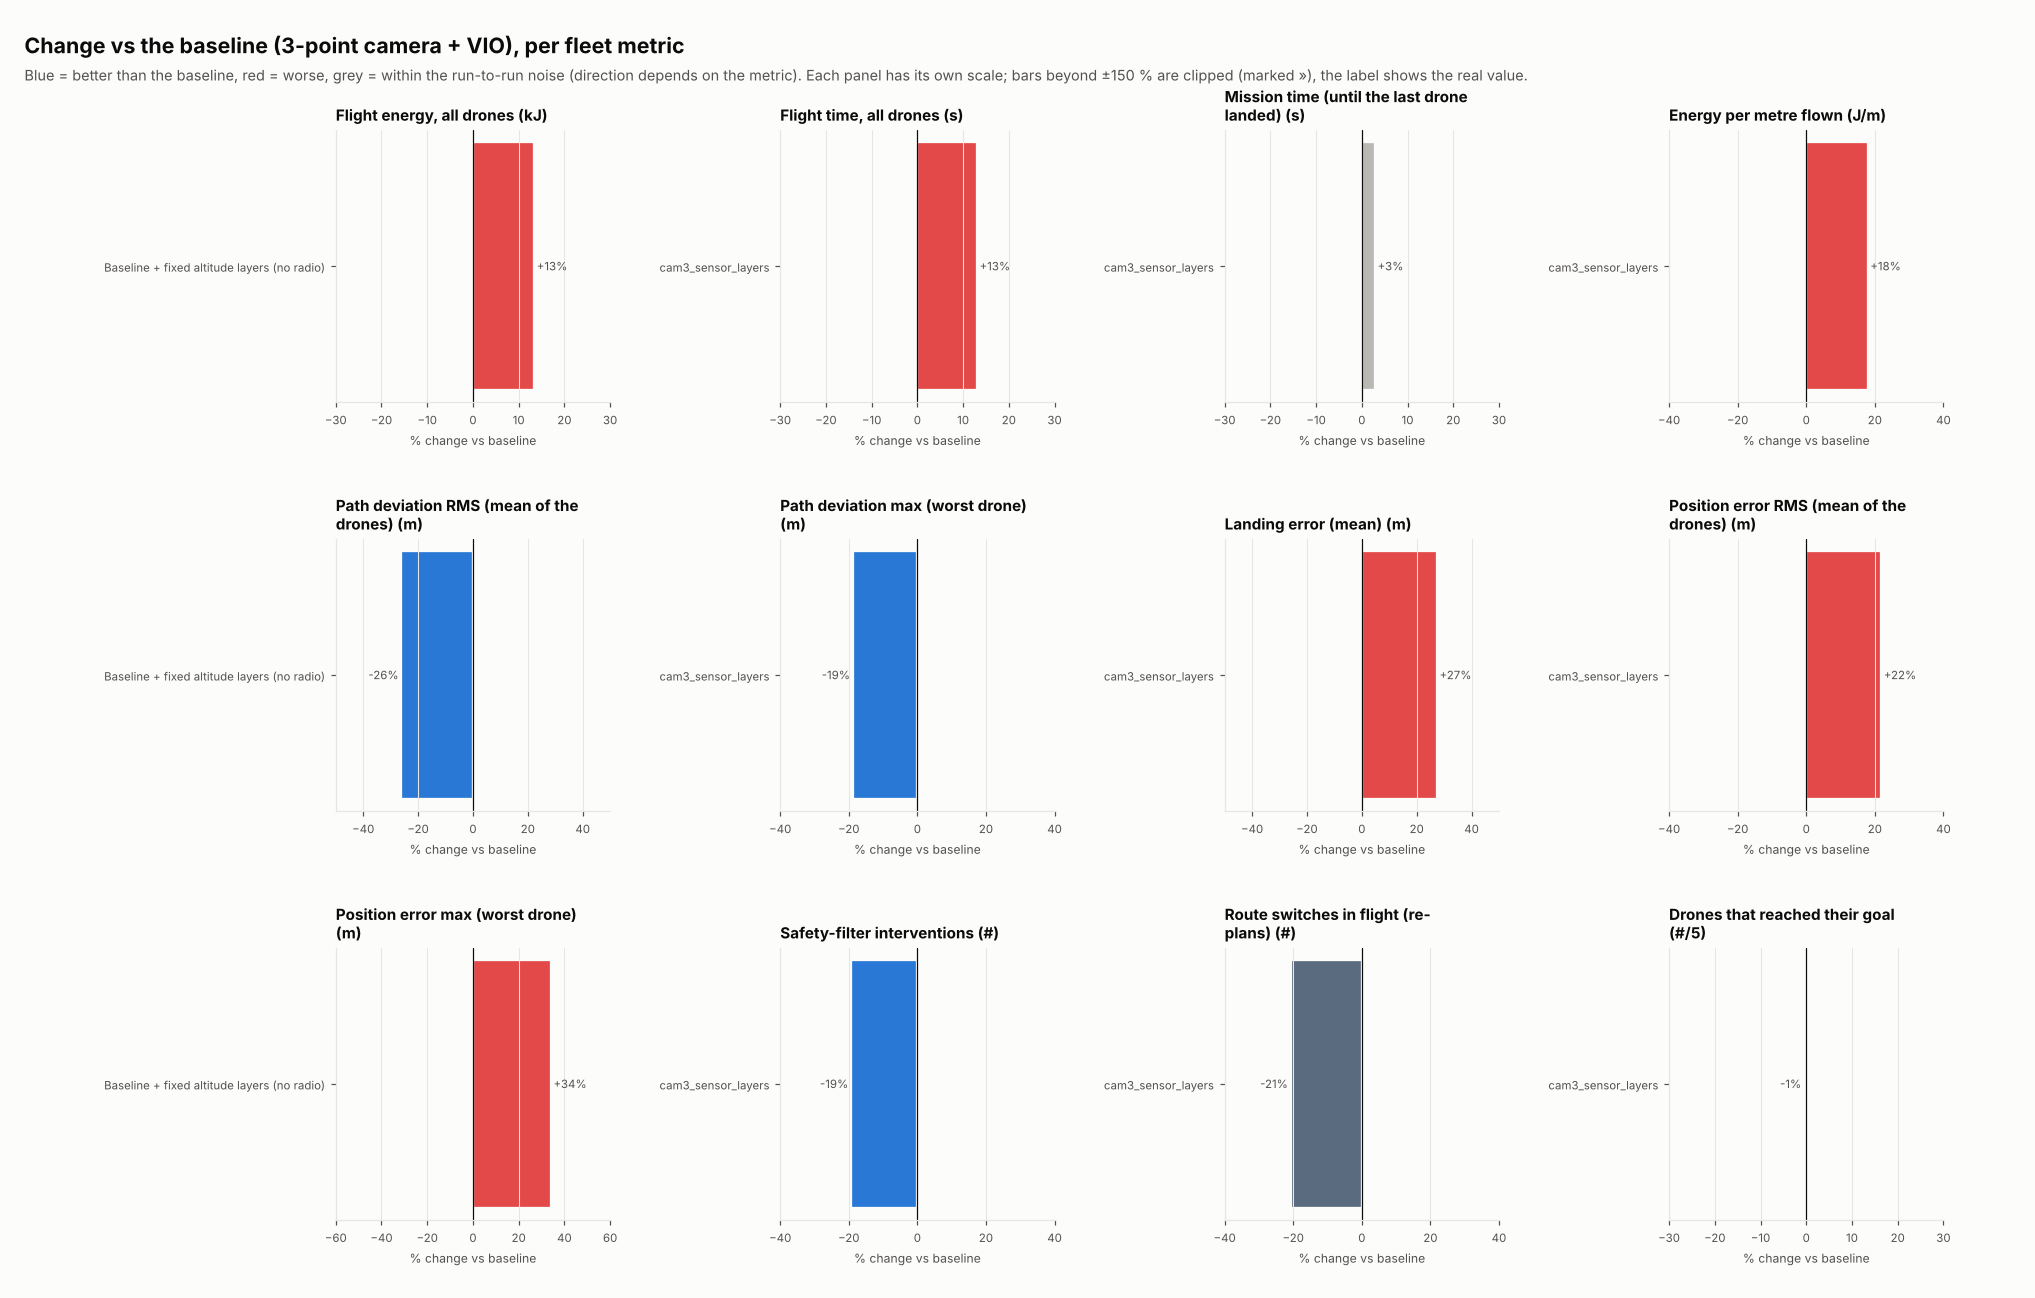 Change vs the baseline (3-point camera + VIO), per fleet metric
Blue = better than the baseline, red = worse, grey = within the run-to-run noise (direction depends on the metric). Each panel has its own scale; bars beyond ±150 % are clipped (marked »), the label shows the real value.
Flight energy, all drones (kJ)
Baseline + fixed altitude layers (no radio)
+13%
−30 −20 −10 0 10 20 30
% change vs baseline
Flight time, all drones (s)
cam3_sensor_layers
+13%
−30 −20 −10 0 10 20 30
% change vs baseline
Mission time (until the last drone
landed) (s)
cam3_sensor_layers
+3%
−30 −20 −10 0 10 20 30
% change vs baseline
Energy per metre flown (J/m)
cam3_sensor_layers
+18%
−40 −20 0 20 40
% change vs baseline
Path deviation RMS (mean of the
drones) (m)
Baseline + fixed altitude layers (no radio)
-26%
−40 −20 0 20 40
% change vs baseline
Path deviation max (worst drone)
(m)
cam3_sensor_layers
-19%
−40 −20 0 20 40
% change vs baseline
Landing error (mean) (m)
cam3_sensor_layers
+27%
−40 −20 0 20 40
% change vs baseline
Position error RMS (mean of the
drones) (m)
cam3_sensor_layers
+22%
−40 −20 0 20 40
% change vs baseline
Position error max (worst drone)
(m)
Baseline + fixed altitude layers (no radio)
+34%
−60 −40 −20 0 20 40 60
% change vs baseline
Safety-filter interventions (#)
cam3_sensor_layers
-19%
−40 −20 0 20 40
% change vs baseline
Route switches in flight (re-
plans) (#)
cam3_sensor_layers
-21%
−40 −20 0 20 40
% change vs baseline
Drones that reached their goal
(#/5)
cam3_sensor_layers
-1%
−30 −20 −10 0 10 20 30
% change vs baseline